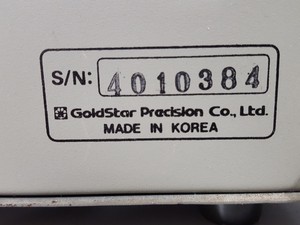 S/N: 4010384
GoldStar Precision Co., Ltd.
MADE IN KOREA